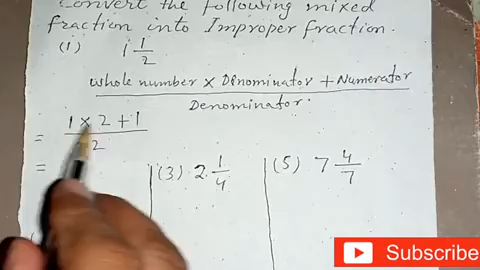 Convert the following mixed
fraction into Improper fraction.
(1) 1 1/2
whole number × Denominator + Numerator
Denominator.
= 1 × 2 + 1
2
=
(3) 2 1/4
(5) 7 4/7
Subscribe